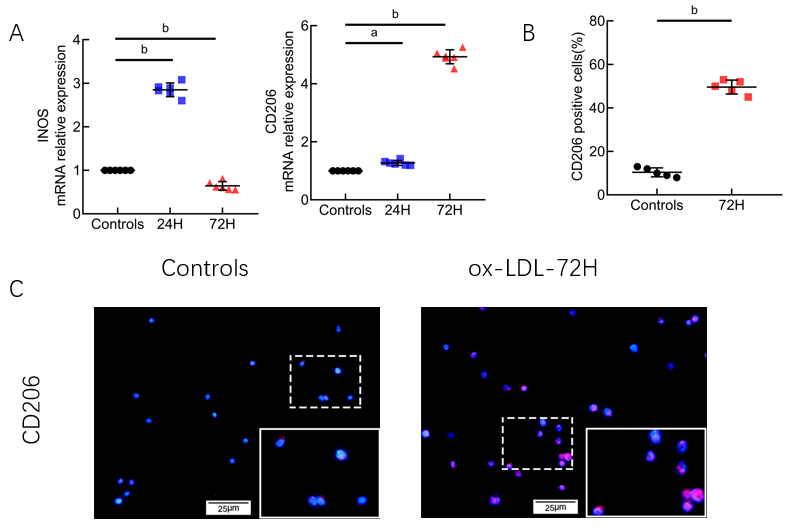 A
b
b
INOS
mRNA relative expression
4
3
2
1
0
Controls
24H
72H
b
a
CD206
mRNA relative expression
6
4
2
0
Controls
24H
72H
B
b
CD206 positive cells(%)
80
60
40
20
0
Controls
72H
C
Controls
ox-LDL-72H
CD206
25μm
25μm